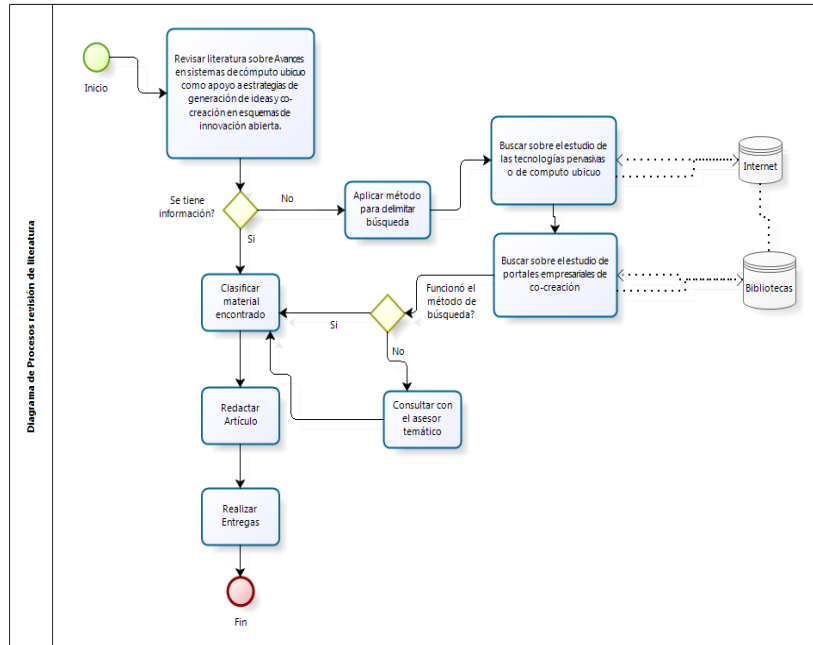 Diagrama de Procesos revisión de literatura
Inicio
Revisar literatura sobre Avances
en sistemas de cómputo ubicuo
como apoyo a estrategias de
generación de ideas y co-
creación en esquemas de
innovación abierta.
Se tiene
información?
No
Si
Aplicar método
para delimitar
búsqueda
Buscar sobre el estudio de
las tecnologías pervasivas
o de computo ubicuo
Internet
Buscar sobre el estudio de
portales empresariales de
co-creación
Bibliotecas
Funcionó el
método de
búsqueda?
Si
No
Clasificar
material
encontrado
Consultar con
el asesor
temático
Redactar
Artículo
Realizar
Entregas
Fin